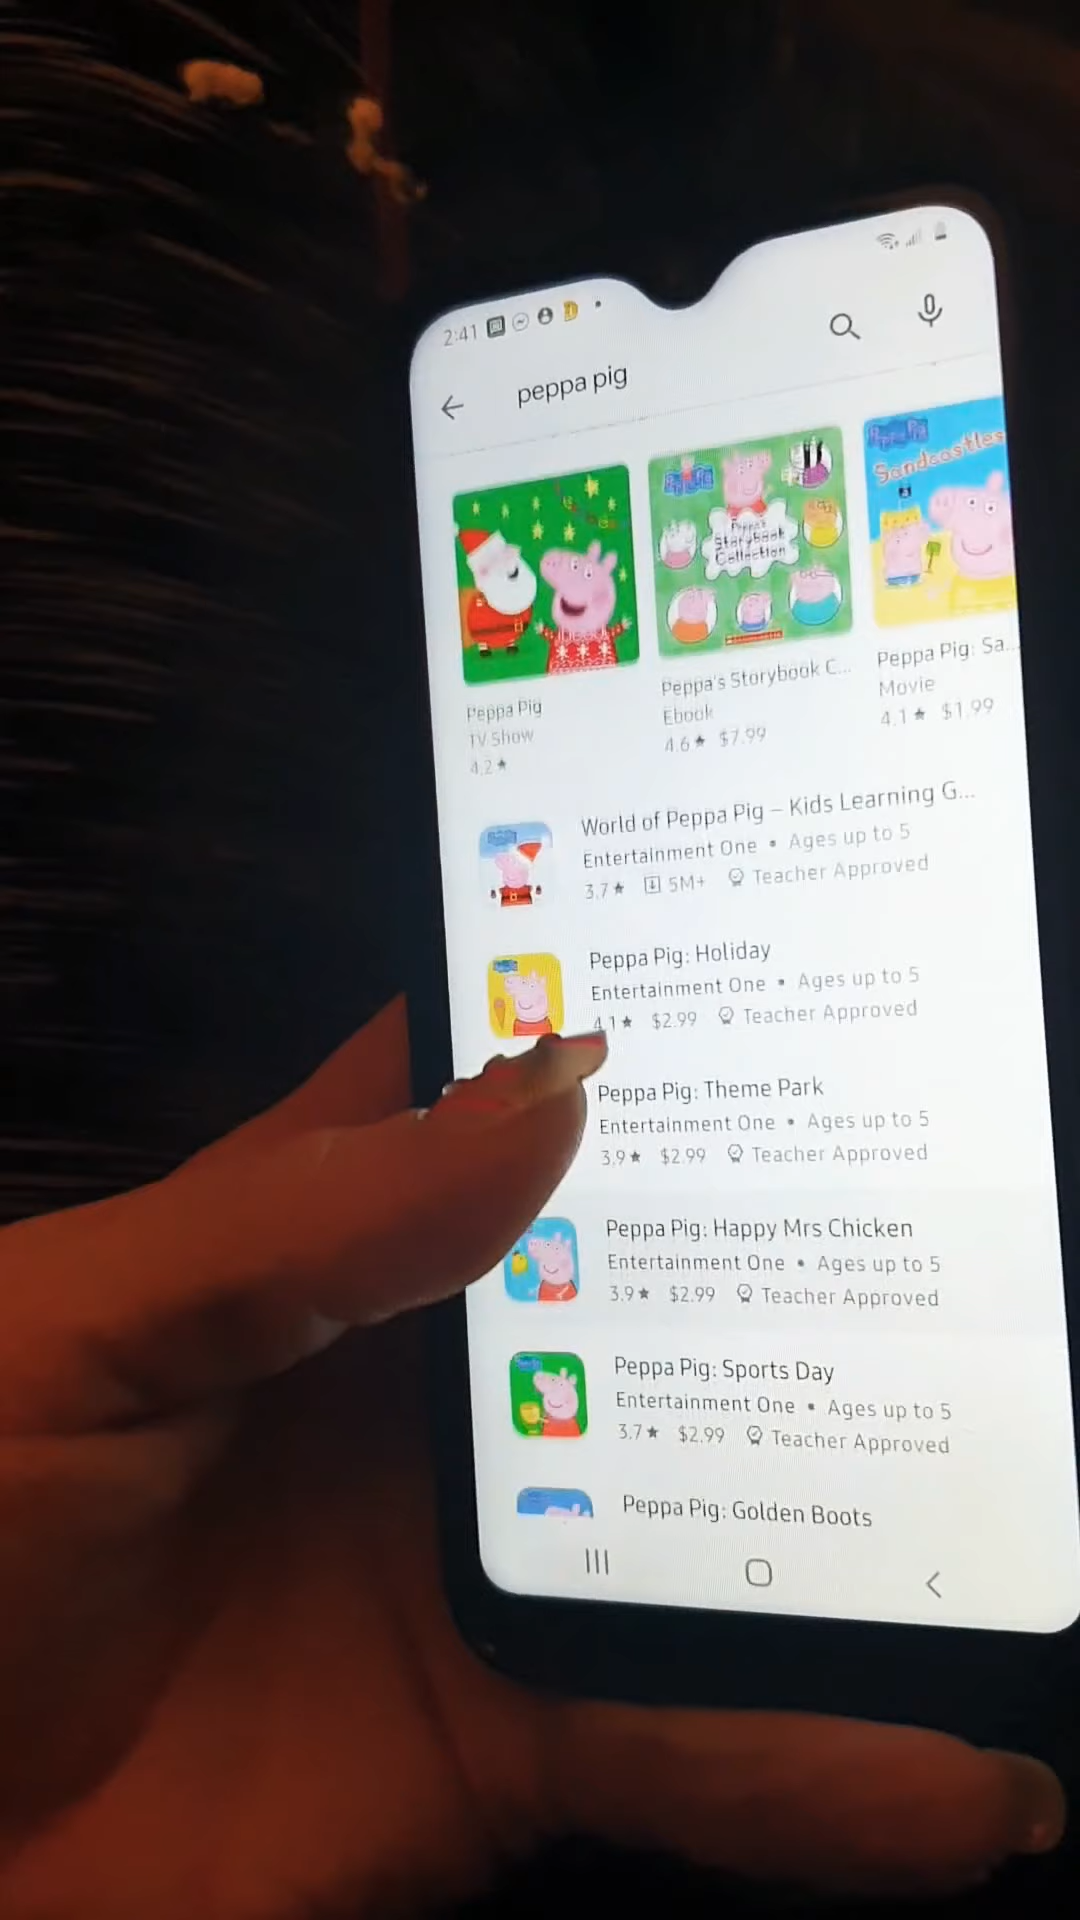 2:41
peppa pig
Peppa Pig
TV Show
4.2★
Peppa's Storybook Collection
Peppa's Storybook C...
Ebook
4.6★ $7.99
Peppa Pig
Sandcastles
Peppa Pig: Sa...
Movie
4.1★ $1.99
World of Peppa Pig – Kids Learning G...
Entertainment One • Ages up to 5
3.7★ 5M+ Teacher Approved
Peppa Pig: Holiday
Entertainment One • Ages up to 5
4.1★ $2.99 Teacher Approved
Peppa Pig: Theme Park
Entertainment One • Ages up to 5
3.9★ $2.99 Teacher Approved
Peppa Pig: Happy Mrs Chicken
Entertainment One • Ages up to 5
3.9★ $2.99 Teacher Approved
Peppa Pig: Sports Day
Entertainment One • Ages up to 5
3.7★ $2.99 Teacher Approved
Peppa Pig: Golden Boots